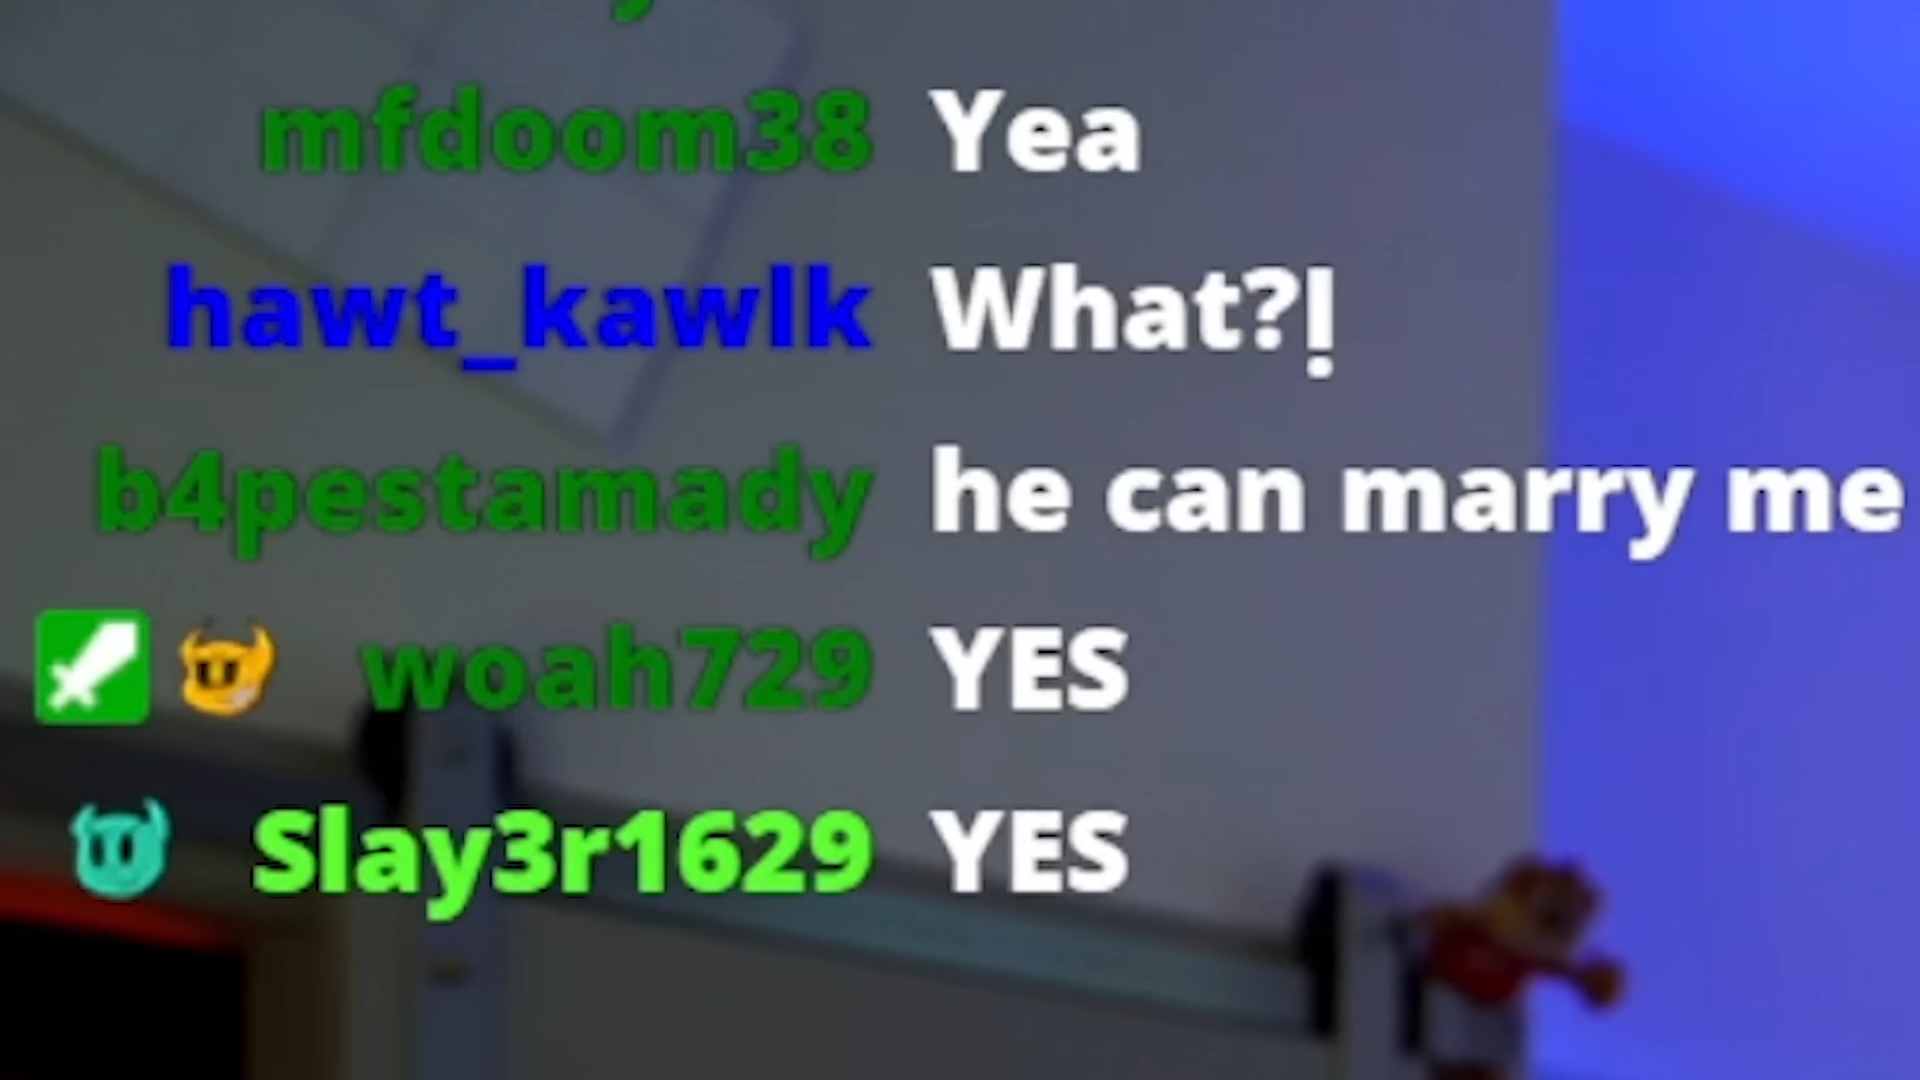 mfdoom38 Yea
hawt_kawlk What?!
b4pestamady he can marry me
woah729 YES
Slay3r1629 YES